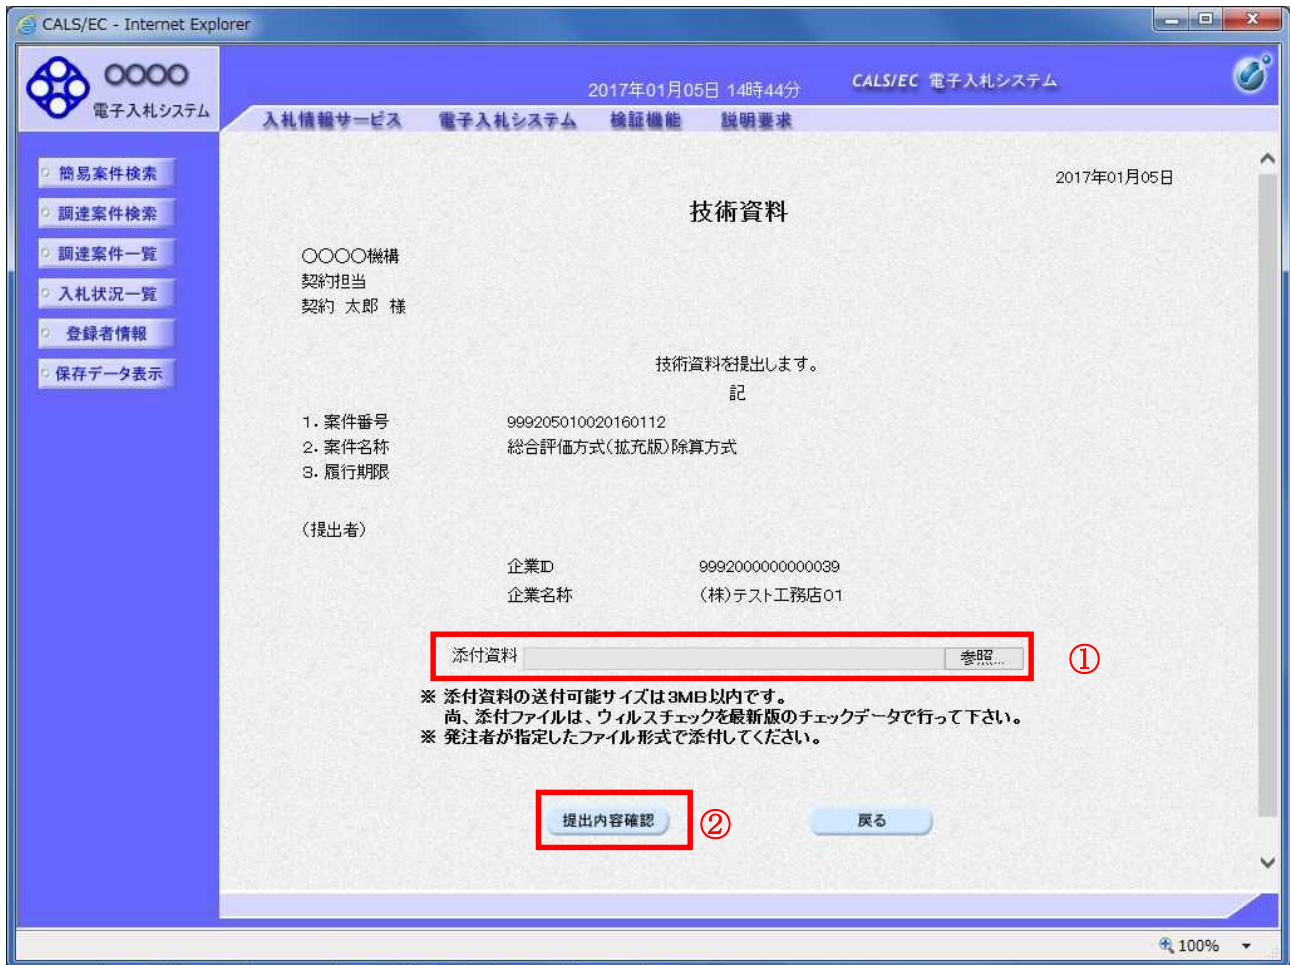 CALS/EC - Internet Explorer
○○○○
電子入札システム
2017年01月05日 14時44分
CALS/EC 電子入札システム
入札情報サービス 電子入札システム 検証機能 説明要求
簡易案件検索
調達案件検索
調達案件一覧
入札状況一覧
登録者情報
保存データ表示
2017年01月05日
技術資料
○○○○機構
契約担当
契約 太郎 様
技術資料を提出します。
記
1. 案件番号 999205010020160112
2. 案件名称 総合評価方式(拡充版)除算方式
3. 履行期限
(提出者)
企業ID 9992000000000039
企業名称 (株)テスト工務店01
添付資料 参照... ①
※ 添付資料の送付可能サイズは3MB以内です。
尚、添付ファイルは、ウィルスチェックを最新版のチェックデータで行って下さい。
※ 発注者が指定したファイル形式で添付してください。
提出内容確認 ② 戻る
100%